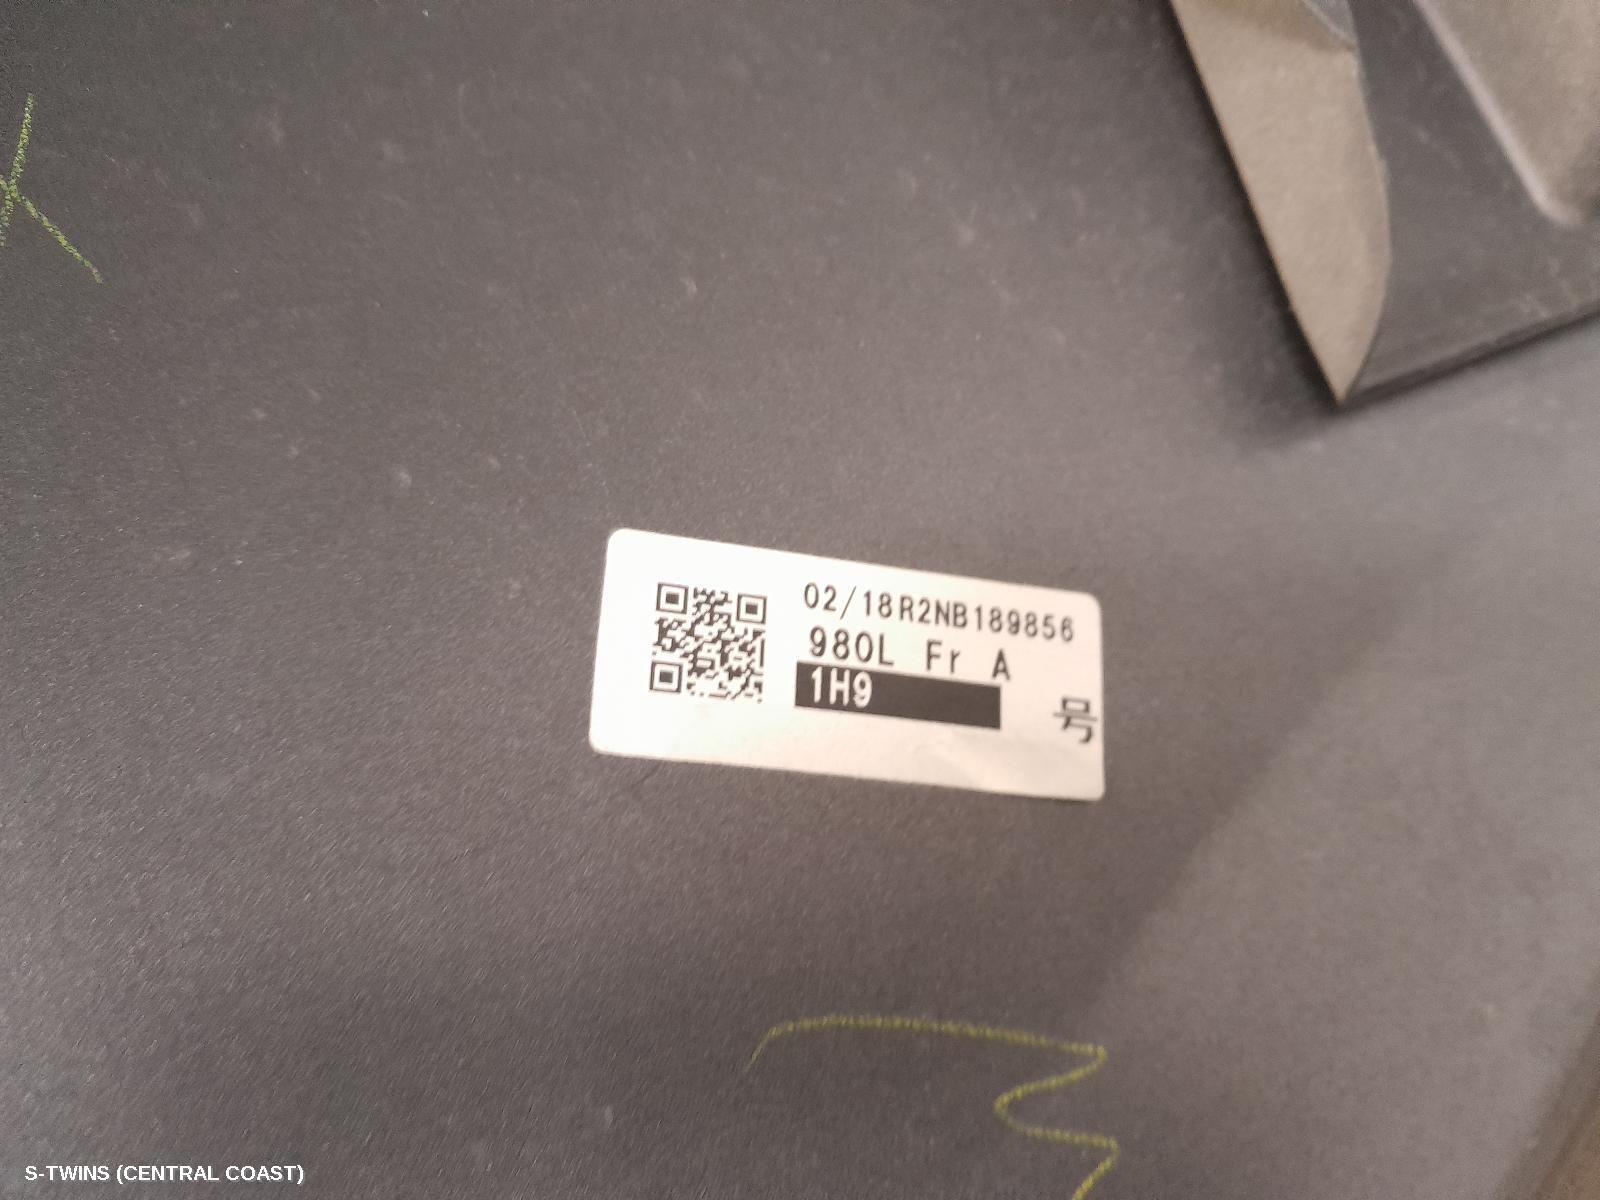 02/18R2NB189856
980L Fr A
1H9
号
S-TWINS (CENTRAL COAST)